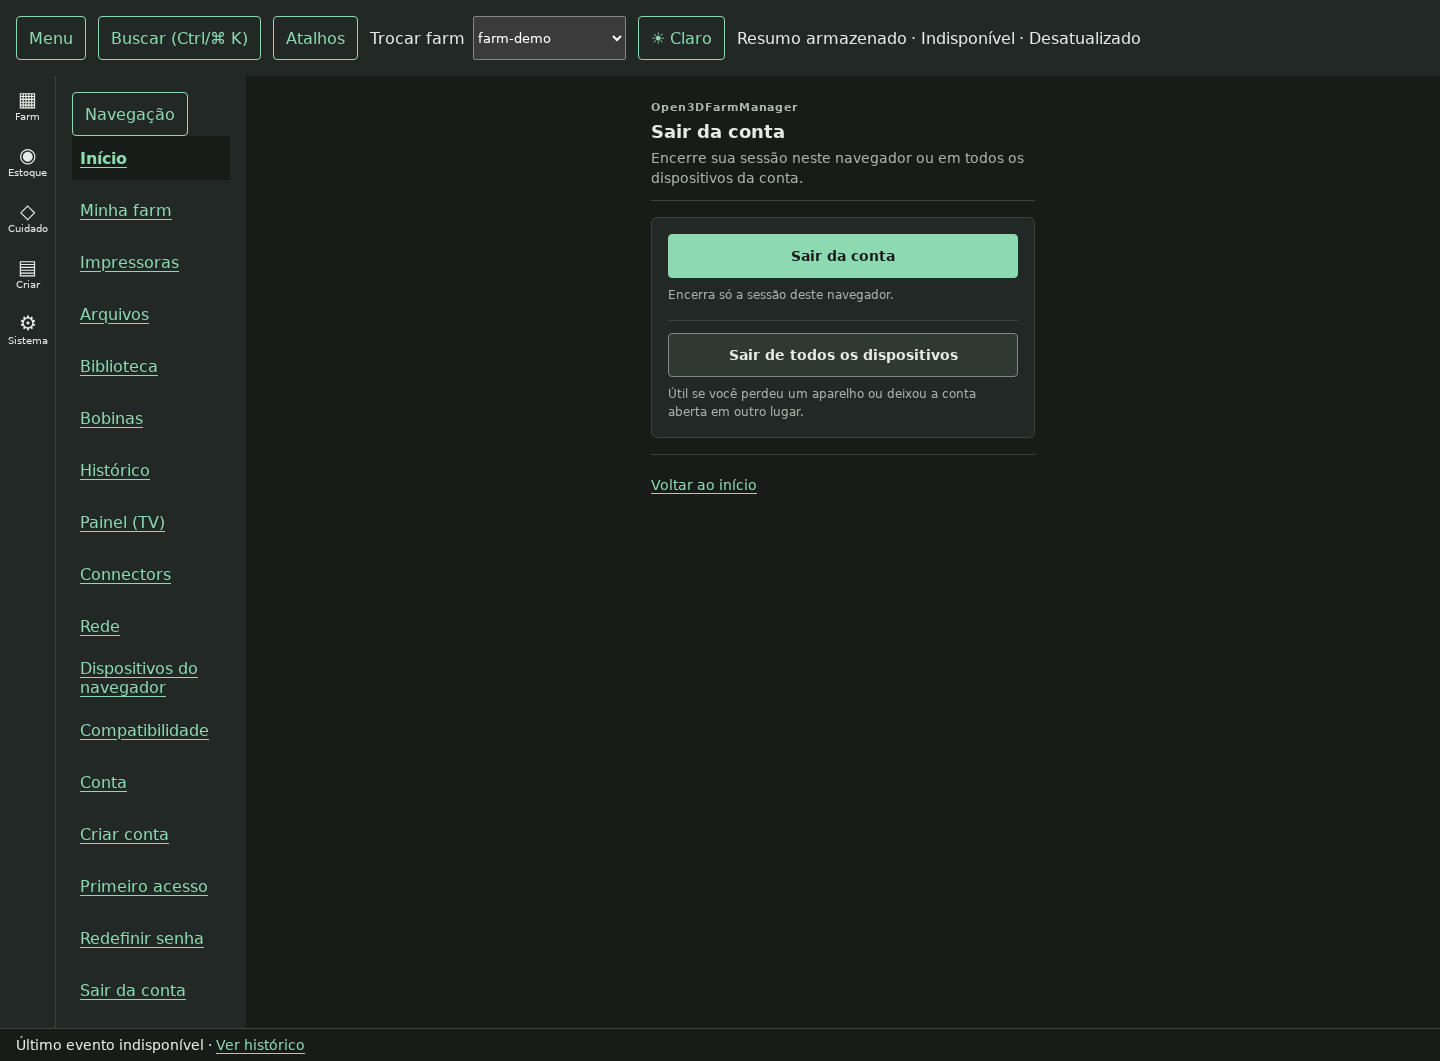 Menu
Buscar (Ctrl/⌘ K)
Atalhos
Trocar farm
farm-demo
☀ Claro
Resumo armazenado · Indisponível · Desatualizado
Farm
Estoque
Cuidado
Criar
Sistema
Navegação
Início
Minha farm
Impressoras
Arquivos
Biblioteca
Bobinas
Histórico
Painel (TV)
Connectors
Rede
Dispositivos do
navegador
Compatibilidade
Conta
Criar conta
Primeiro acesso
Redefinir senha
Sair da conta
Open3DFarmManager
Sair da conta
Encerre sua sessão neste navegador ou em todos os
dispositivos da conta.
Sair da conta
Encerra só a sessão deste navegador.
Sair de todos os dispositivos
Útil se você perdeu um aparelho ou deixou a conta
aberta em outro lugar.
Voltar ao início
Último evento indisponível · Ver histórico